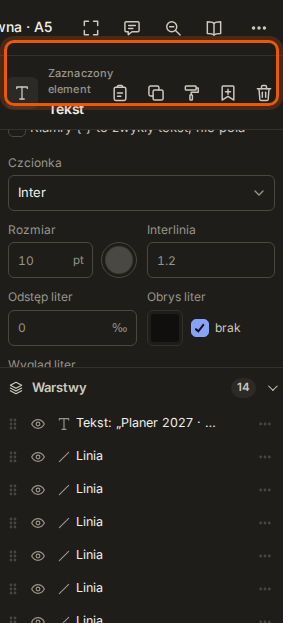 wna · A5
Zaznaczony
element
Tekst
Klamry { } to zwykły tekst, nie pola
Czcionka
Inter
Rozmiar
Interlinia
10 pt
1.2
Odstęp liter
Obrys liter
0 ‰
brak
Wygląd liter
Warstwy
14
Tekst: „Planer 2027 · ...
Linia
Linia
Linia
Linia
Linia
Linia